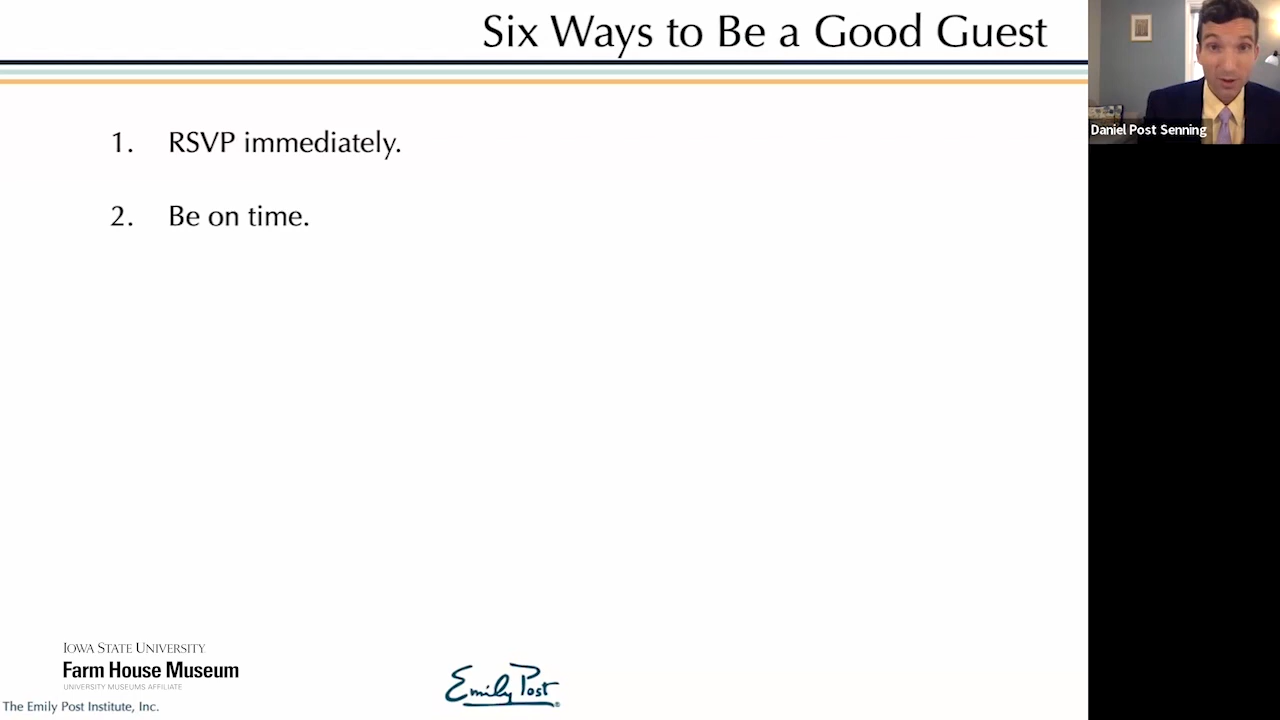 Six Ways to Be a Good Guest
Daniel Post Senning
1. RSVP immediately.
2. Be on time.
IOWA STATE UNIVERSITY
Farm House Museum
UNIVERSITY MUSEUMS AFFILIATE
Emily Post®
The Emily Post Institute, Inc.